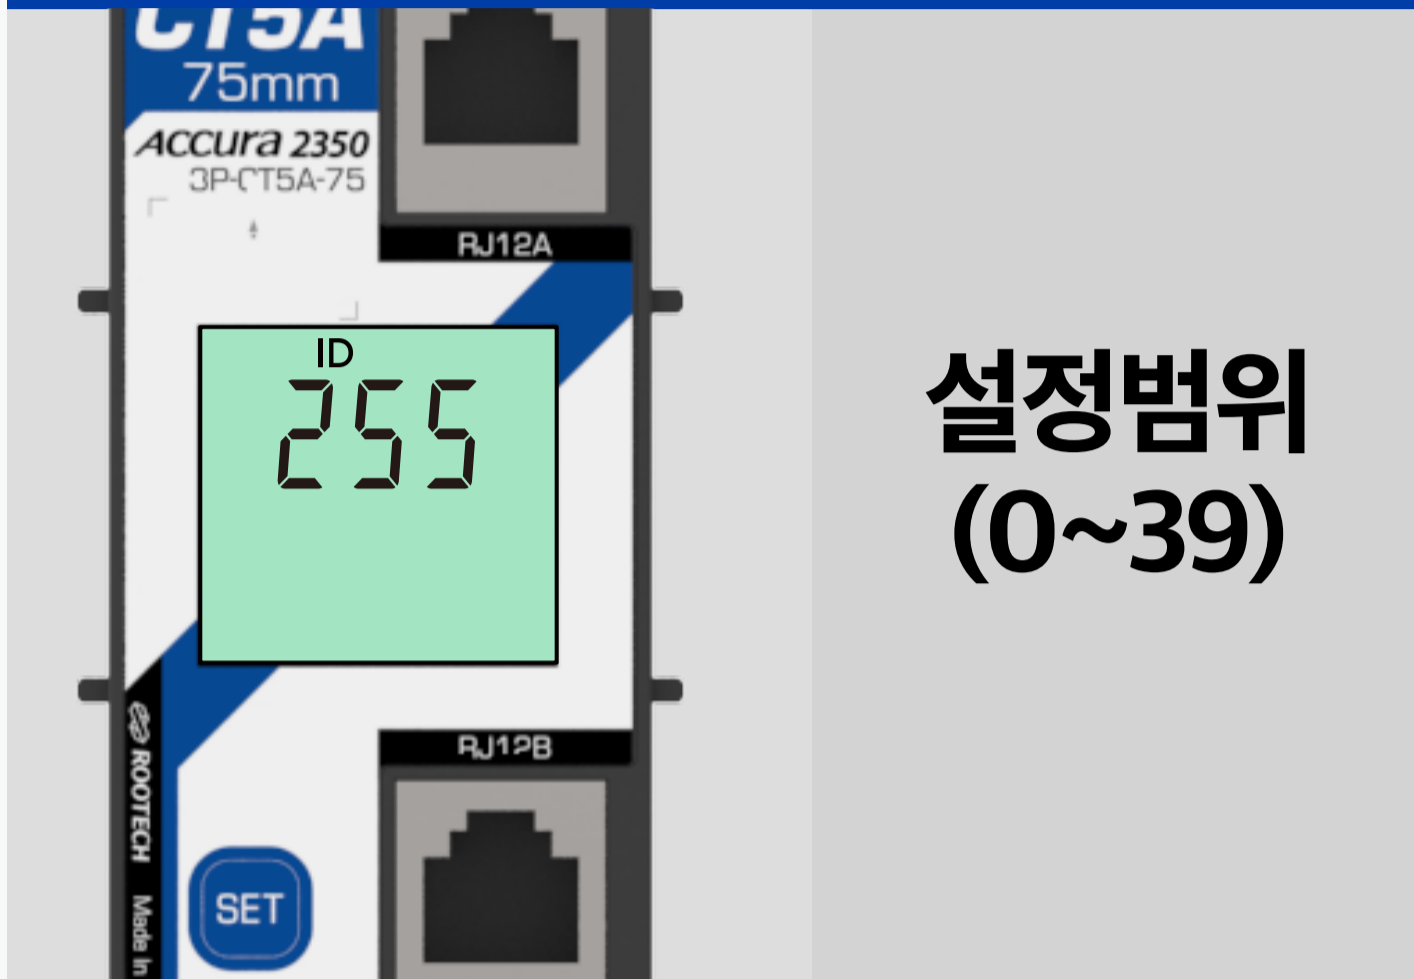 CT5A
75mm
ACCURA 2350
3P-CT5A-75
RJ12A
ID
255
설정범위
(0~39)
RJ12B
ROOTECH
Made In
SET